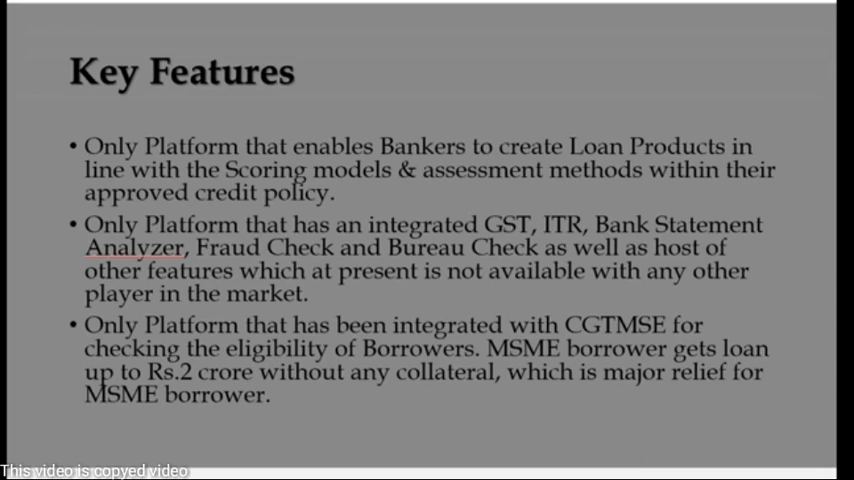 Key Features
• Only Platform that enables Bankers to create Loan Products in
line with the Scoring models & assessment methods within their
approved credit policy.
• Only Platform that has an integrated GST, ITR, Bank Statement
Analyzer, Fraud Check and Bureau Check as well as host of
other features which at present is not available with any other
player in the market.
• Only Platform that has been integrated with CGTMSE for
checking the eligibility of Borrowers. MSME borrower gets loan
up to Rs.2 crore without any collateral, which is major relief for
MSME borrower.
This video is copyed video